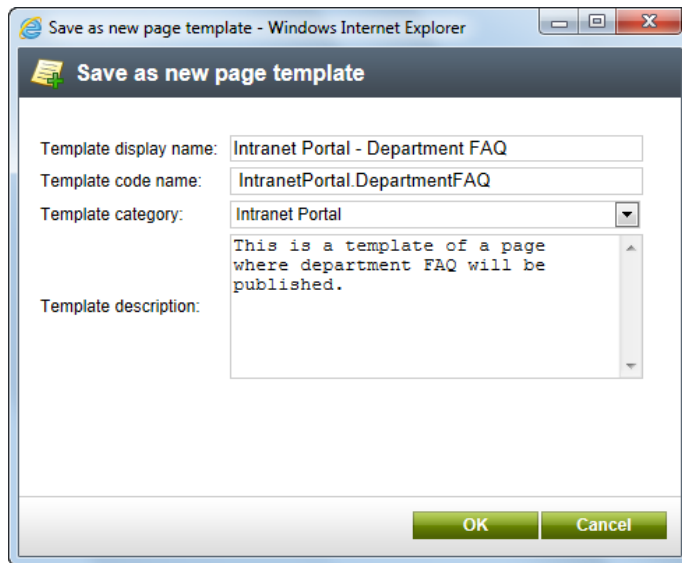 Save as new page template - Windows Internet Explorer
Save as new page template
Template display name: Intranet Portal - Department FAQ
Template code name: IntranetPortal.DepartmentFAQ
Template category: Intranet Portal
This is a template of a page
where department FAQ will be
published.
Template description:
OK Cancel